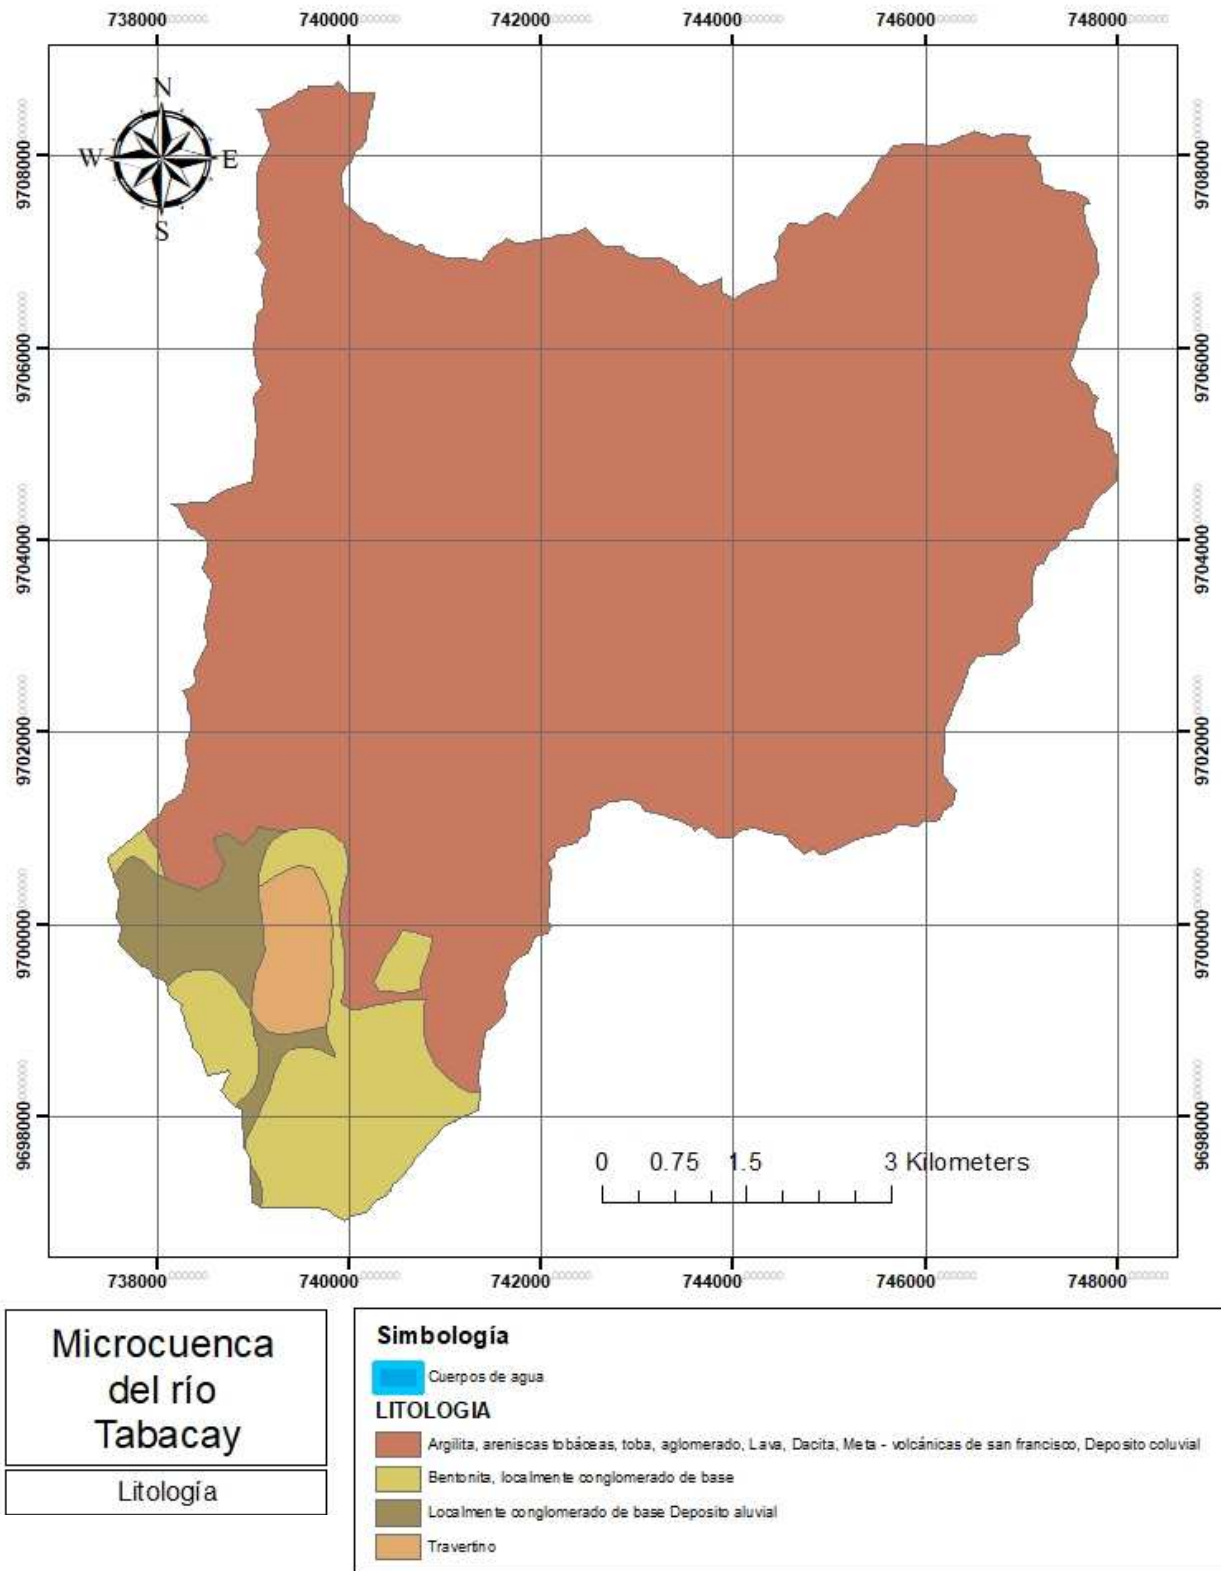 738000 740000 742000 744000 746000 748000
N
W E
S
9708000 9708000
9706000 9706000
9704000 9704000
9702000 9702000
9700000 9700000
9698000 9698000
0 0.75 1.5 3 Kilometers
738000 740000 742000 744000 746000 748000
Microcuenca
del río
Tabacay
Litología
Simbología
Cuerpos de agua
LITOLOGIA
Argilita, areniscas tobáceas, toba, aglomerado, Lava, Dacita, Meta - volcánicas de san francisco, Deposito coluvial
Bentonita, localmente conglomerado de base
Localmente conglomerado de base Deposito aluvial
Travertino